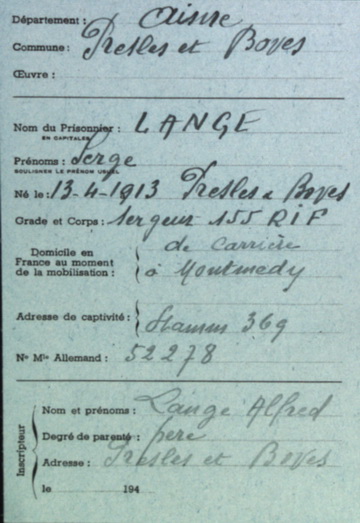 Département : Aisne
Commune : Presles et Boves
Œuvre :
Nom du Prisonnier : LANGE
EN CAPITALES
Prénoms : Serge
SOULIGNER LE PRÉNOM USUEL
Né le : 13-4-1913 Presles & Boves
Grade et Corps : Sergent 155 RIF
Domicile en France au moment de la mobilisation : de carrière
à Montmedy
Adresse de captivité : Stamm 369
Nº Mle Allemand : 52278
Inscripteur
Nom et prénoms : Lange Alfred
Degré de parenté : père
Adresse : Presles et Boves
le 194